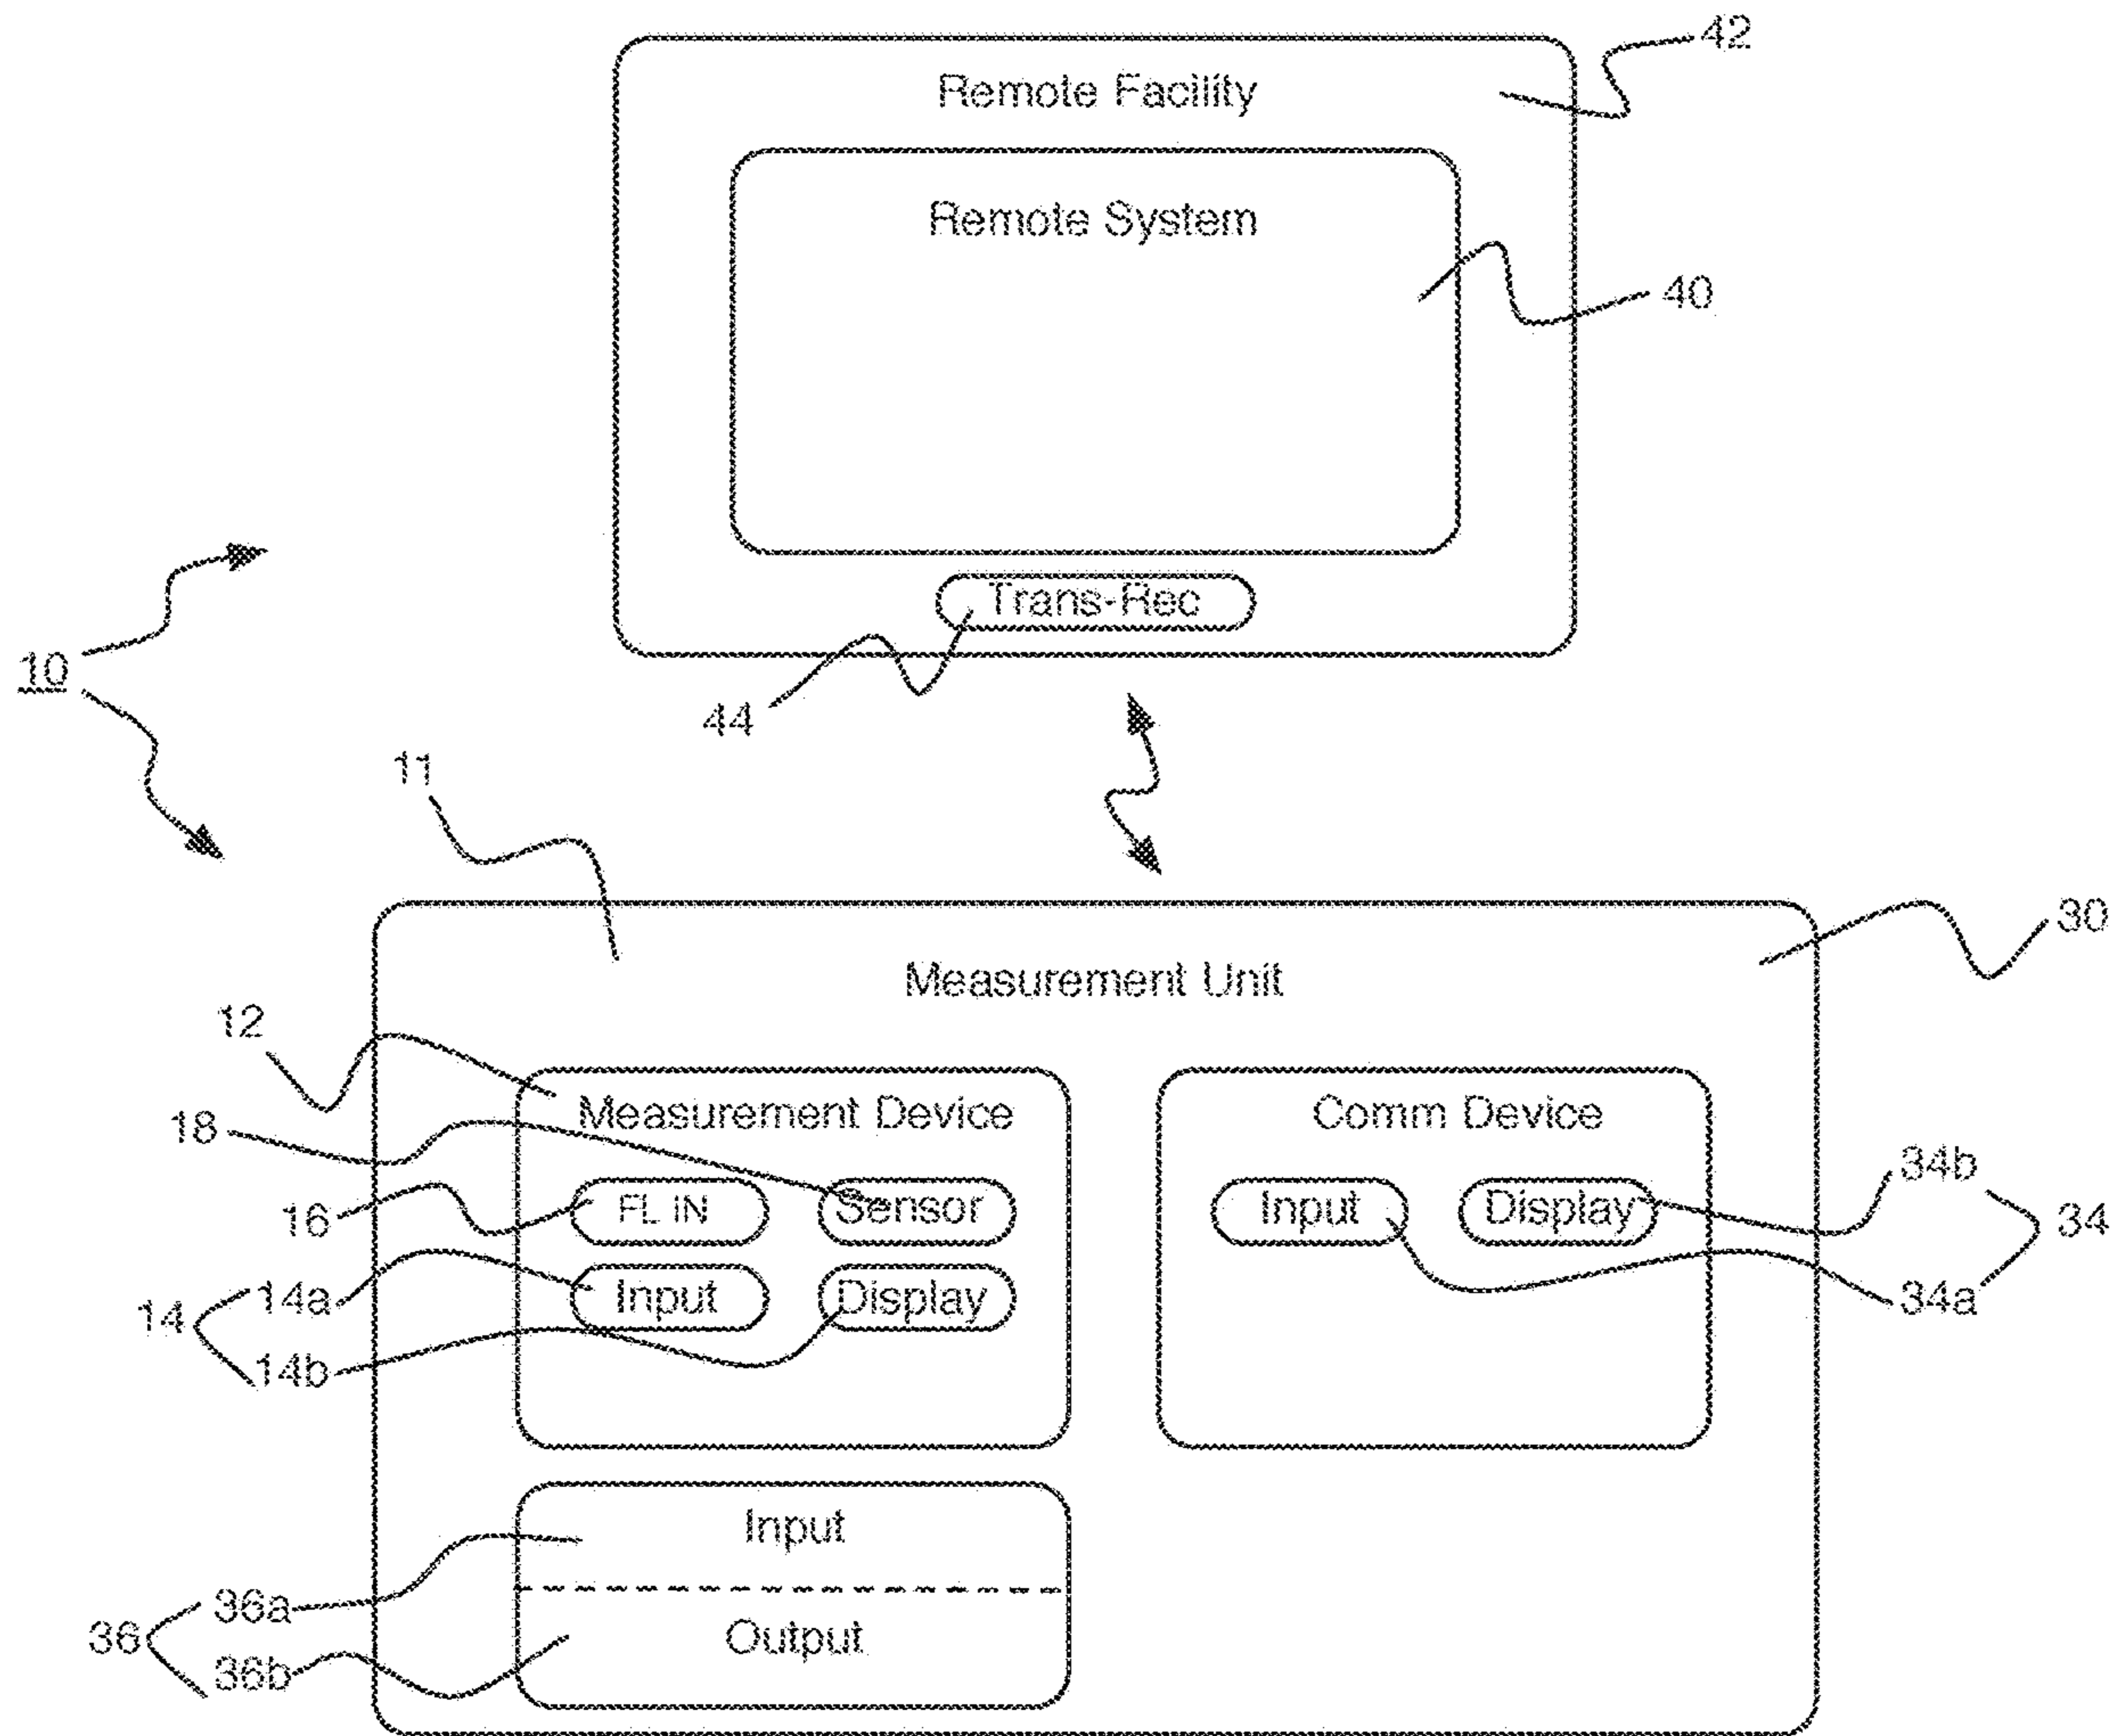 42
Remote Facility
Remote System
40
Trans-Rec
10
44
11
30
Measurement Unit
12
Measurement Device
Comm Device
18
34b
16
FL IN
Sensor
Input
Display
34
14
14a
Input
Display
34a
14b
Input
36a
36
Output
36b